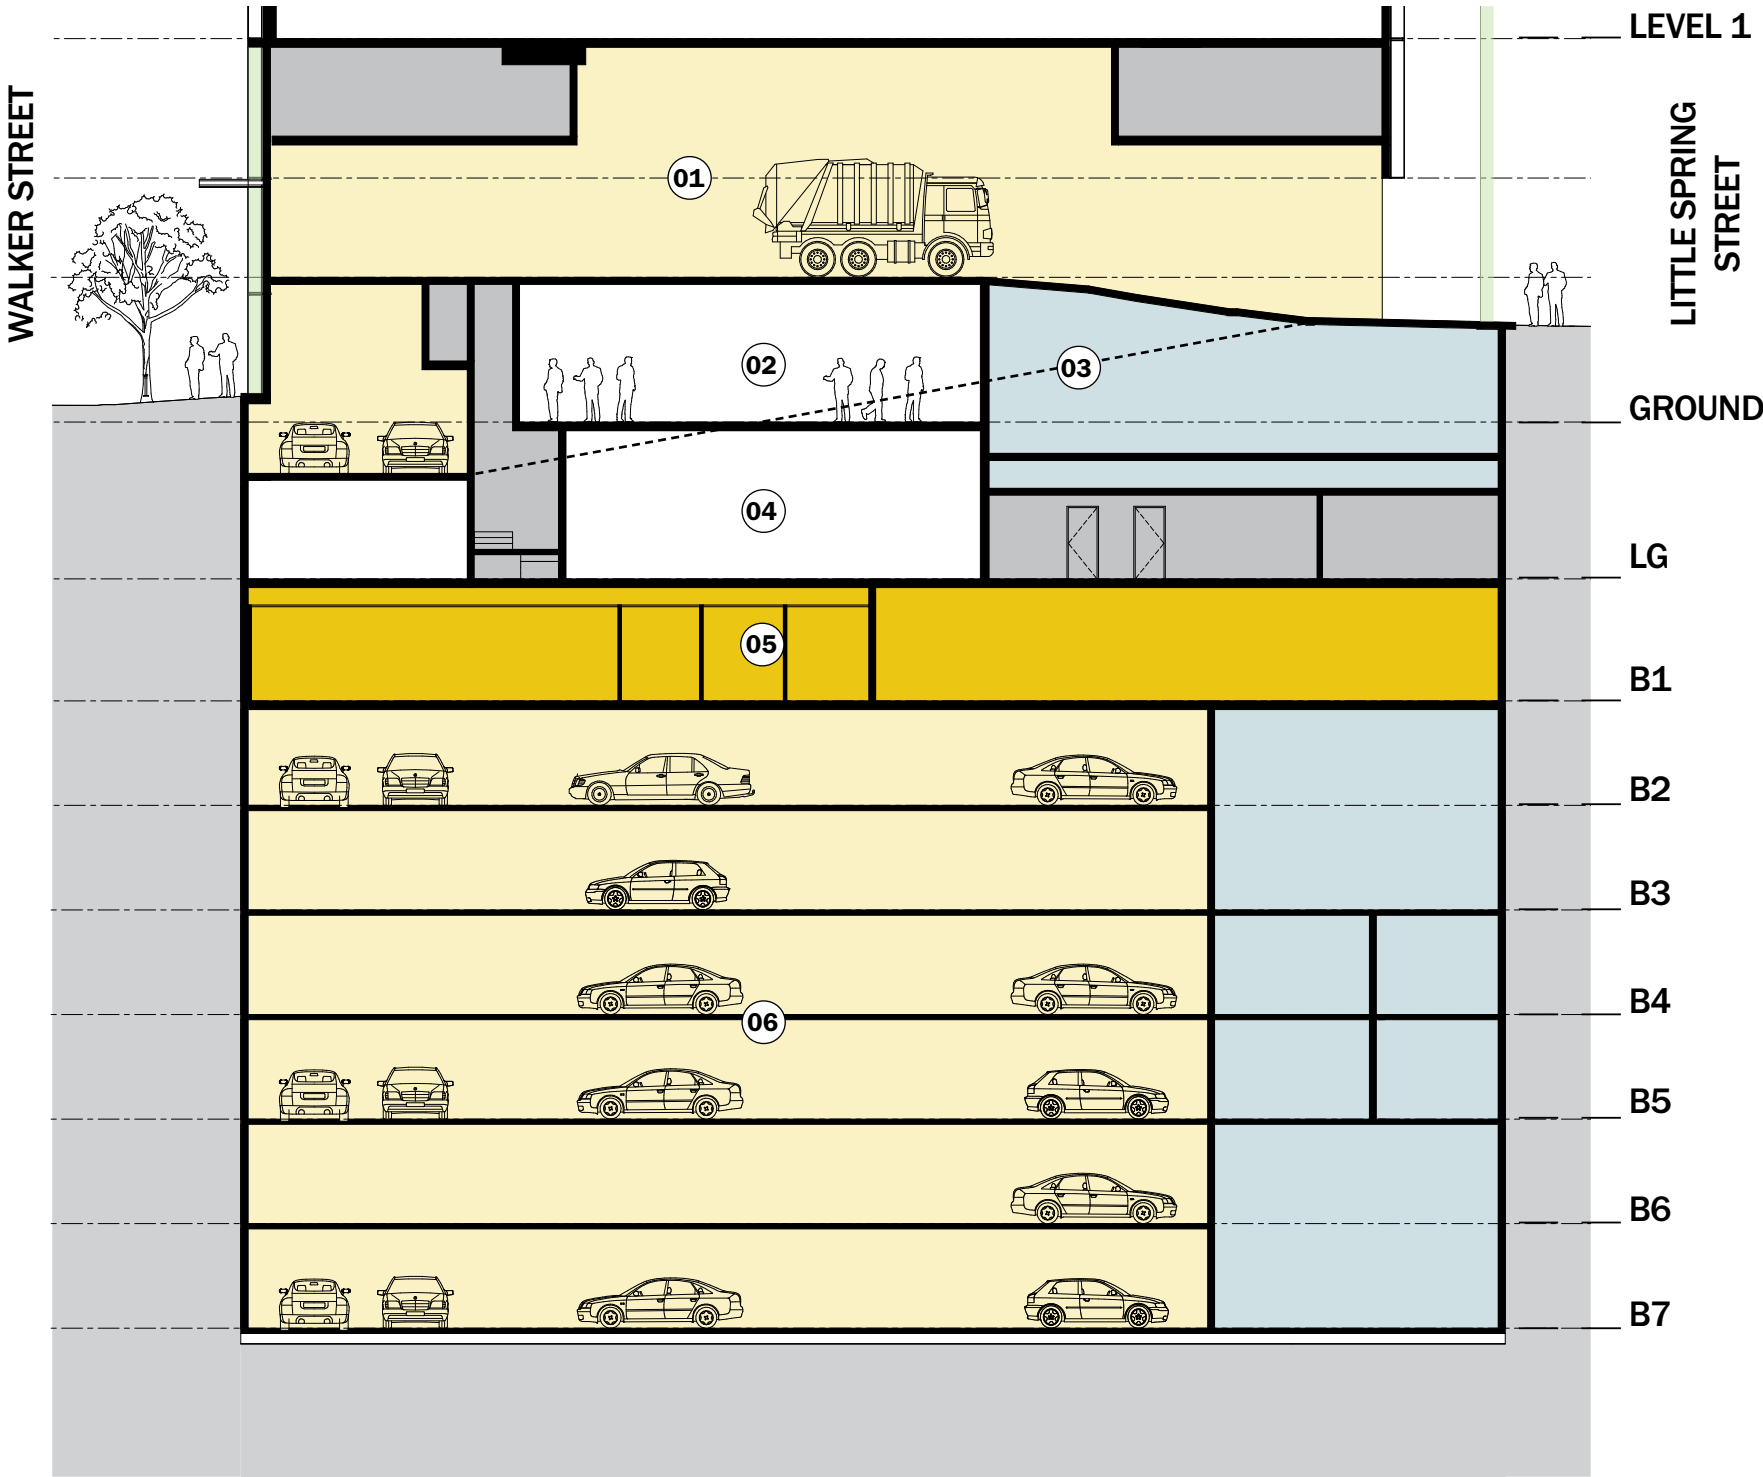 LEVEL 1
WALKER STREET
LITTLE SPRING
STREET
01
02
03
GROUND
04
LG
05
B1
B2
B3
B4
06
B5
B6
B7